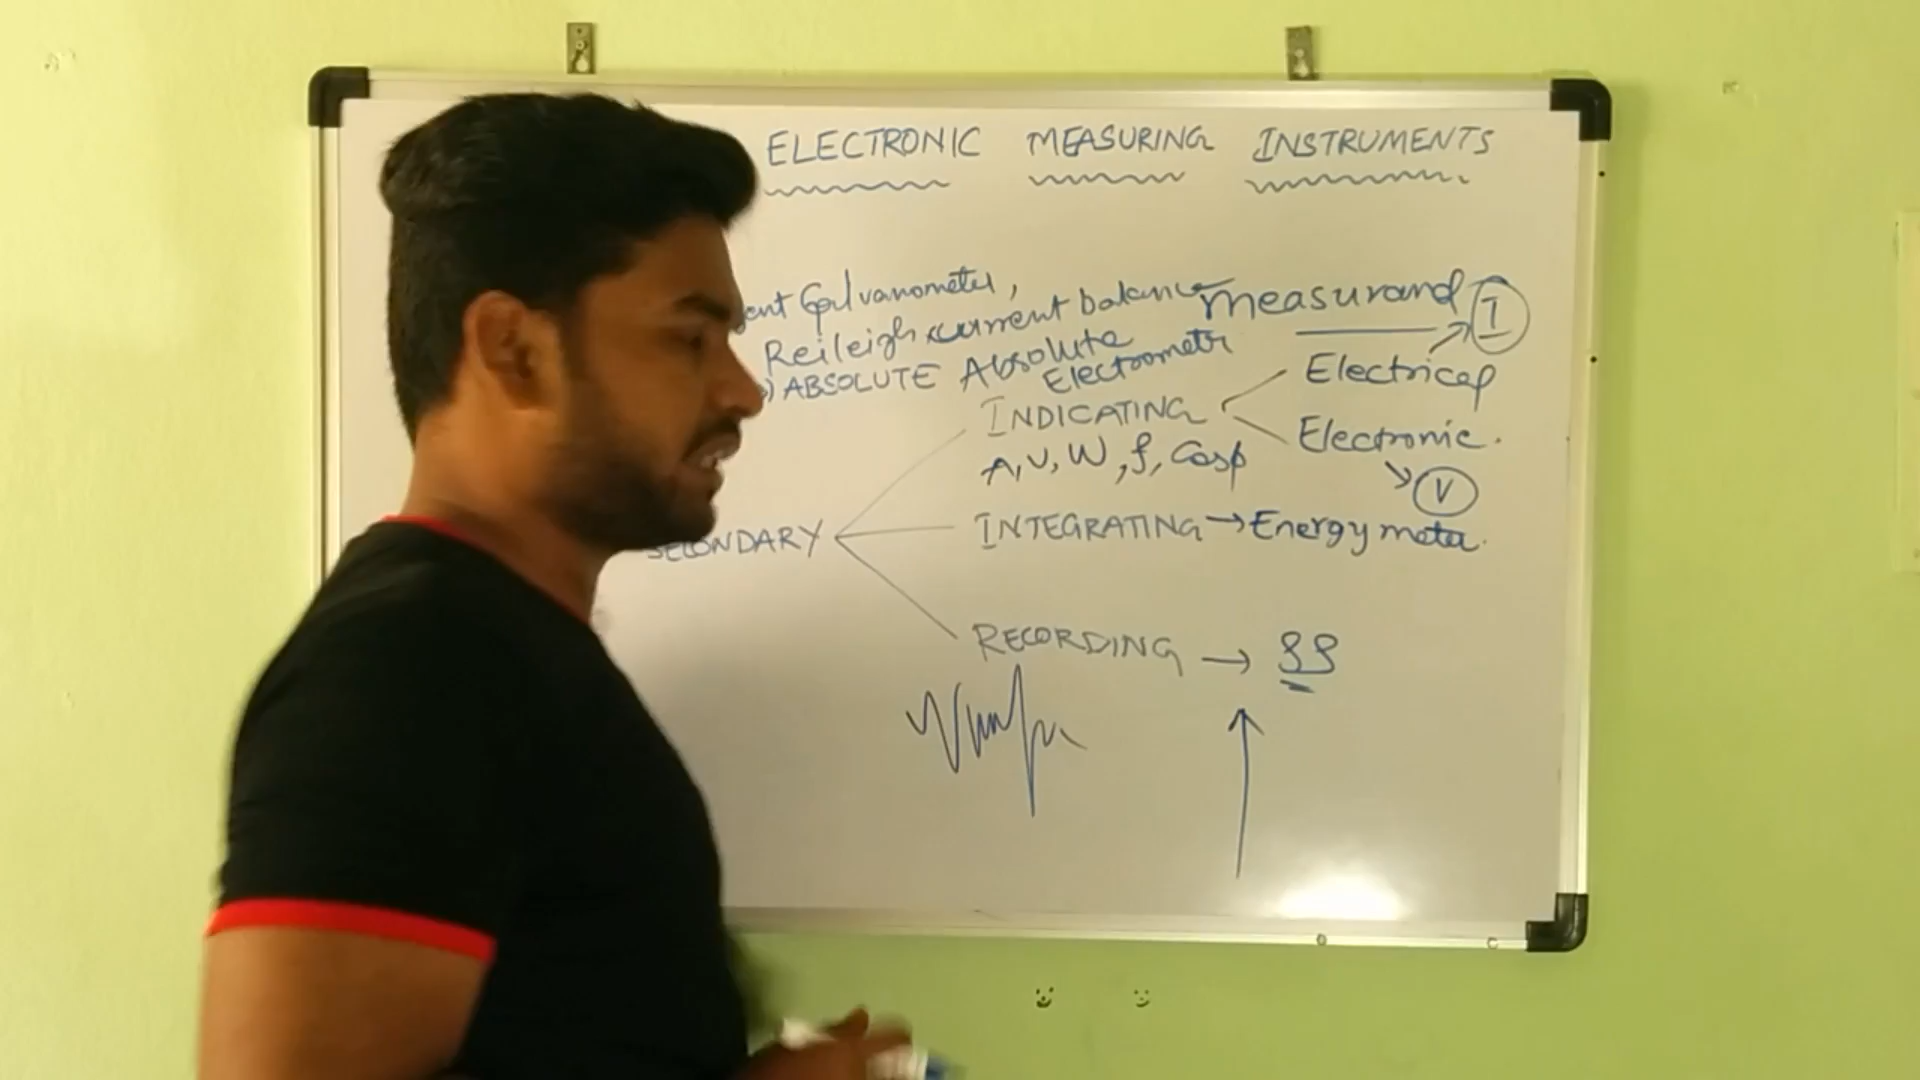 ELECTRONIC MEASURING INSTRUMENTS
ent Galvanometer,
Reileigh current balance
measurand
I
) ABSOLUTE Absolute
Electrometr
Electrical
INDICATING
Electronic.
A, V, W, f, Cosφ
V
SECONDARY
INTEGRATING → Energy meter.
RECORDING →